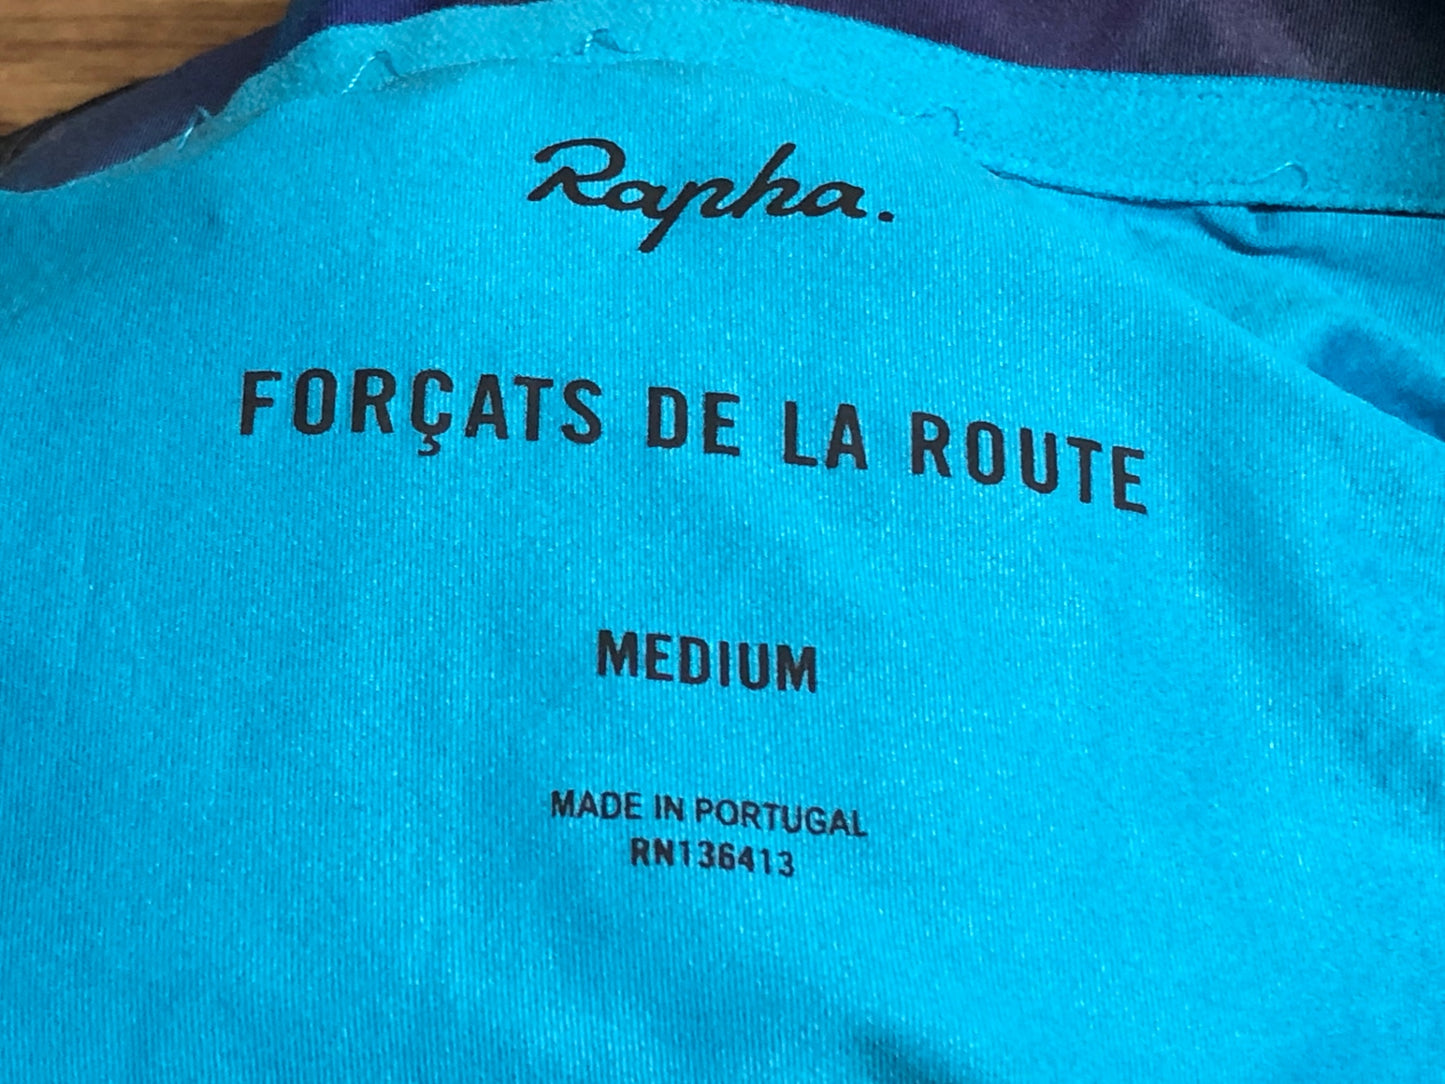 Rapha.
FORÇATS DE LA ROUTE
MEDIUM
MADE IN PORTUGAL
RN136413